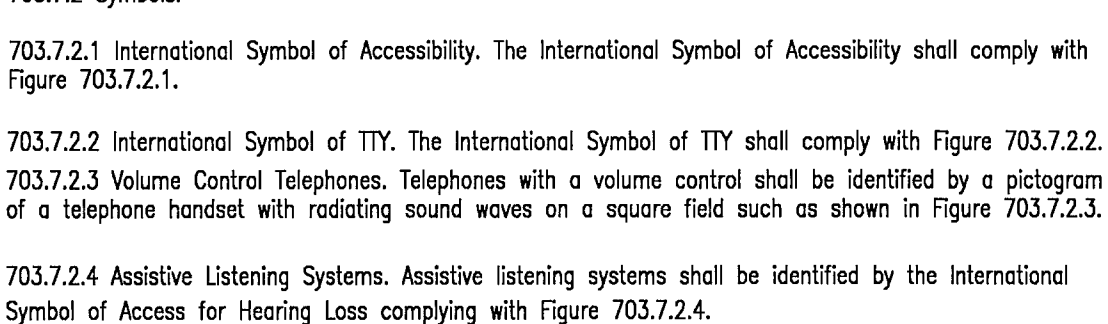 703.7.2 Symbols.
703.7.2.1 International Symbol of Accessibility. The International Symbol of Accessibility shall comply with
Figure 703.7.2.1.
703.7.2.2 International Symbol of TTY. The International Symbol of TTY shall comply with Figure 703.7.2.2.
703.7.2.3 Volume Control Telephones. Telephones with a volume control shall be identified by a pictogram
of a telephone handset with radiating sound waves on a square field such as shown in Figure 703.7.2.3.
703.7.2.4 Assistive Listening Systems. Assistive listening systems shall be identified by the International
Symbol of Access for Hearing Loss complying with Figure 703.7.2.4.